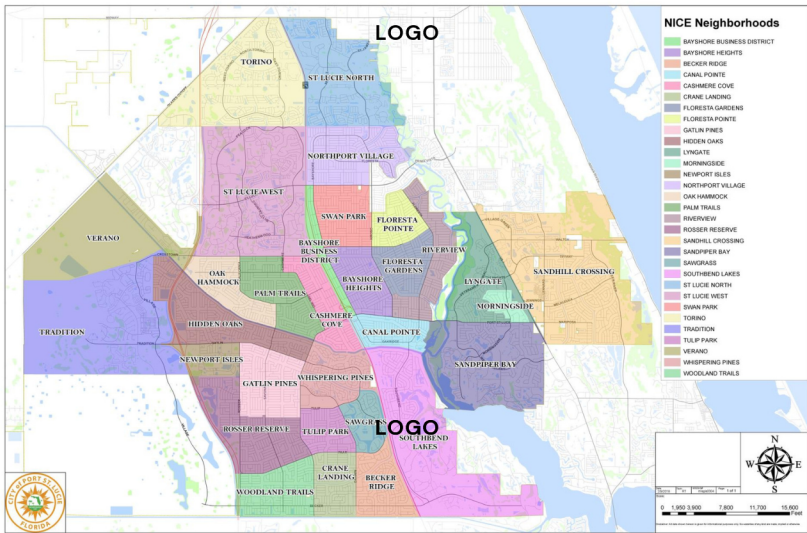 LOGO
NICE Neighborhoods
BAYSHORE BUSINESS DISTRICT
BAYSHORE HEIGHTS
BECKER RIDGE
CANAL POINTE
CASHMERE COVE
CRANE LANDING
FLORESTA GARDENS
FLORESTA POINTE
GATLIN PINES
HIDDEN OAKS
LYNGATE
MORNINGSIDE
NEWPORT ISLES
NORTHPORT VILLAGE
OAK HAMMOCK
PALM TRAILS
RIVERVIEW
ROSSER RESERVE
SANDHILL CROSSING
SANDPIPER BAY
SAWGRASS
SOUTHBEND LAKES
ST LUCIE NORTH
ST LUCIE WEST
SWAN PARK
TORINO
TRADITION
TULIP PARK
VERANO
WHISPERING PINES
WOODLAND TRAILS
TORINO
ST LUCIE NORTH
NORTHPORT VILLAGE
ST LUCIE WEST
SWAN PARK
FLORESTA
POINTE
VERANO
BAYSHORE
BUSINESS
DISTRICT
RIVERVIEW
FLORESTA
GARDENS
OAK
HAMMOCK
BAYSHORE
HEIGHTS
LYNGATE
SANDHILL CROSSING
PALM TRAILS
MORNINGSIDE
TRADITION
HIDDEN OAKS
CASHMERE
COVE
CANAL POINTE
NEWPORT ISLES
SANDPIPER BAY
GATLIN PINES
WHISPERING PINES
ROSSER RESERVE
TULIP PARK
SAWGRASS
LOGO
SOUTHBEND
LAKES
CRANE
LANDING
BECKER
RIDGE
WOODLAND TRAILS
CITY OF PORT ST. LUCIE
FLORIDA
N
W E
S
0 1,950 3,900 7,800 11,700 15,600
Feet